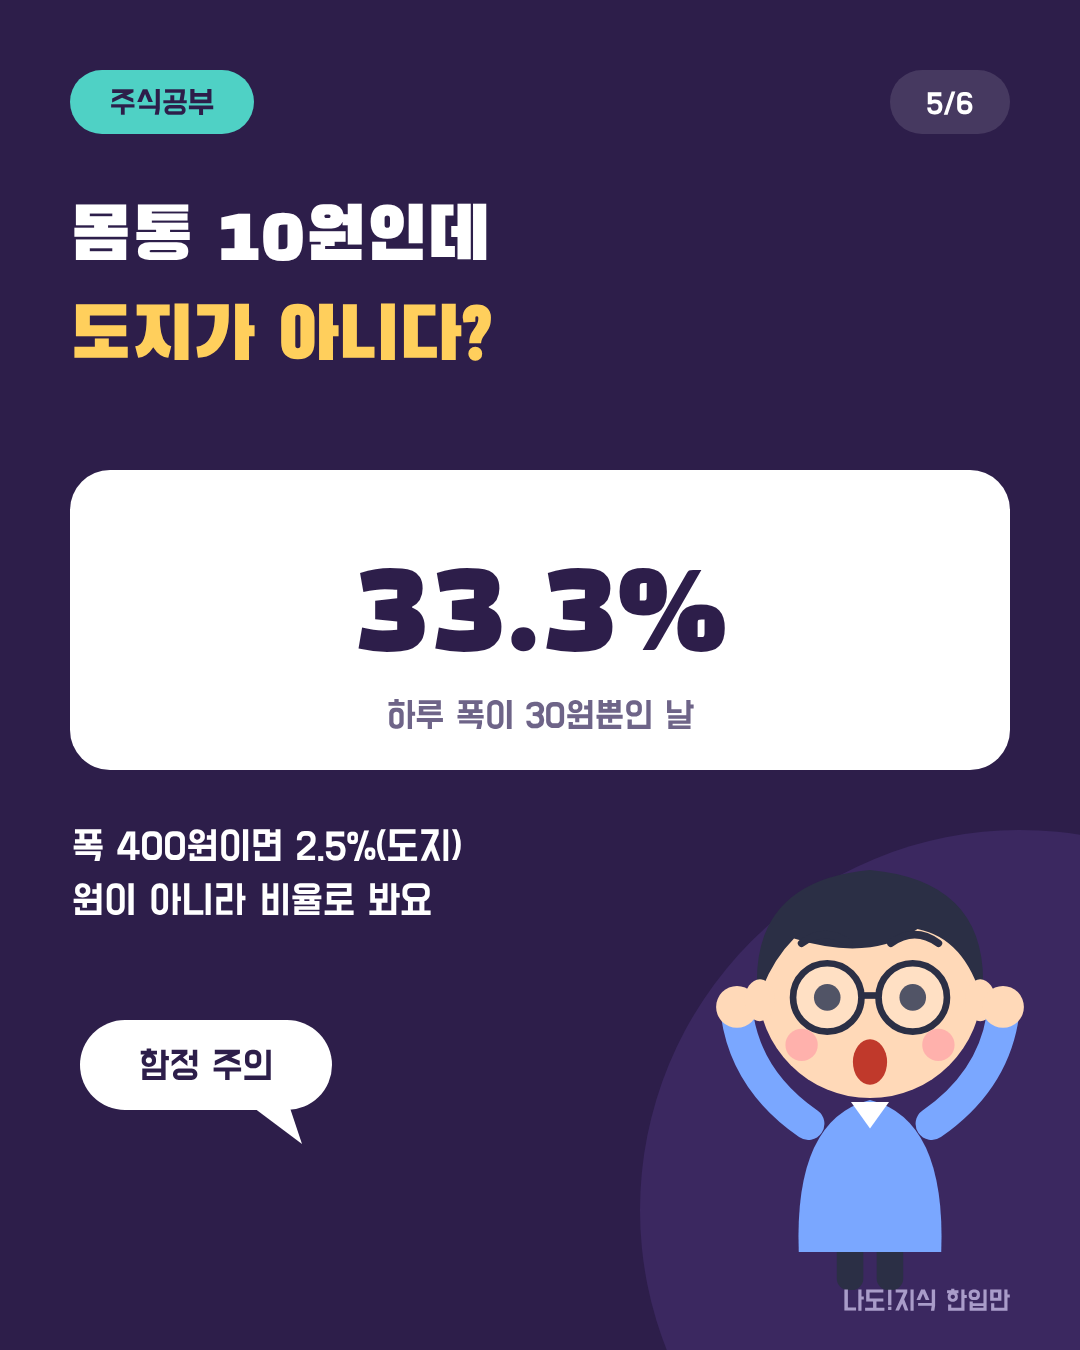 주식공부
5/6
몸통 10원인데
도지가 아니다?
33.3%
하루 폭이 30원뿐인 날
폭 400원이면 2.5%(도지)
원이 아니라 비율로 봐요
함정 주의
나도!지식 한입만